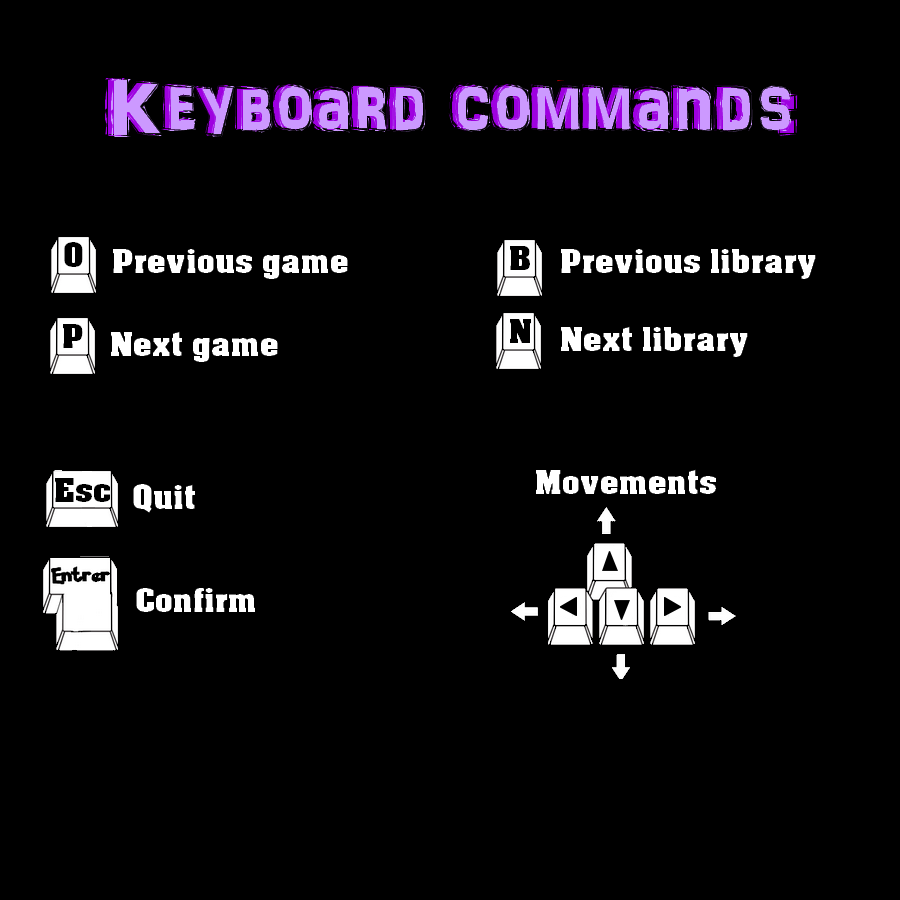 Keyboard commands
O Previous game
B Previous library
P Next game
N Next library
Esc Quit
Movements
Entrer Confirm